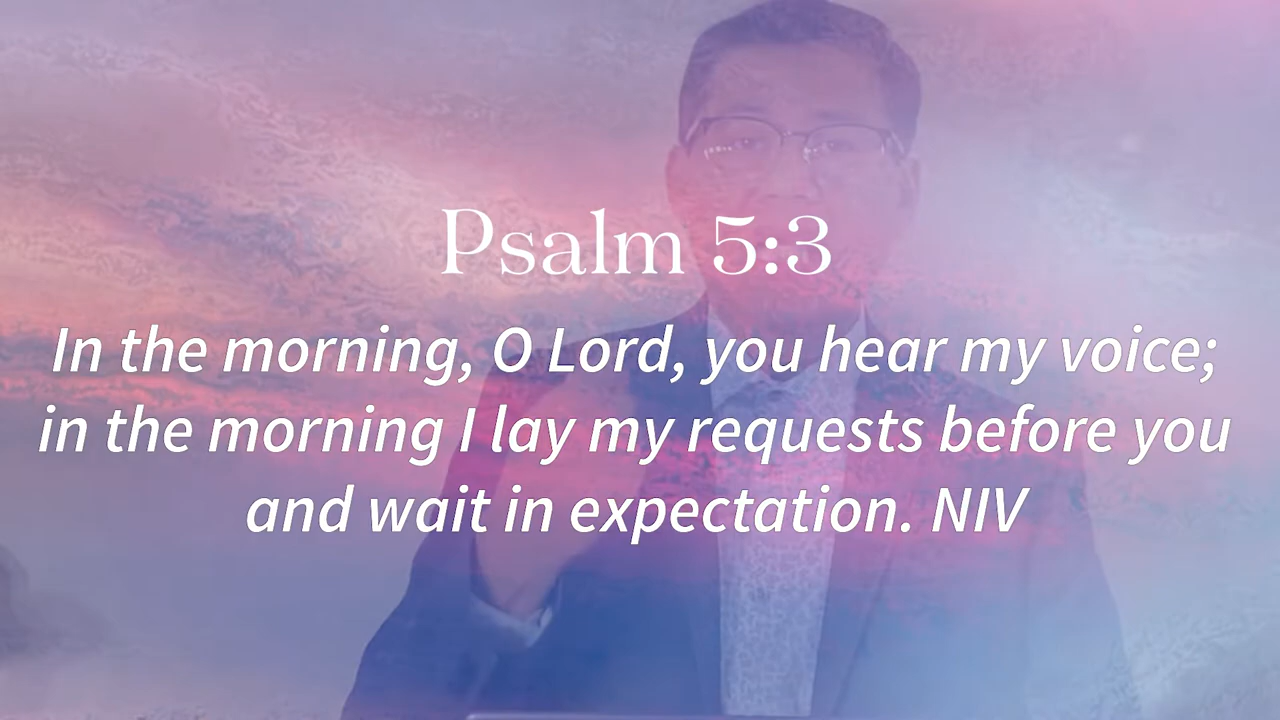 Psalm 5:3
In the morning, O Lord, you hear my voice;
in the morning I lay my requests before you
and wait in expectation. NIV